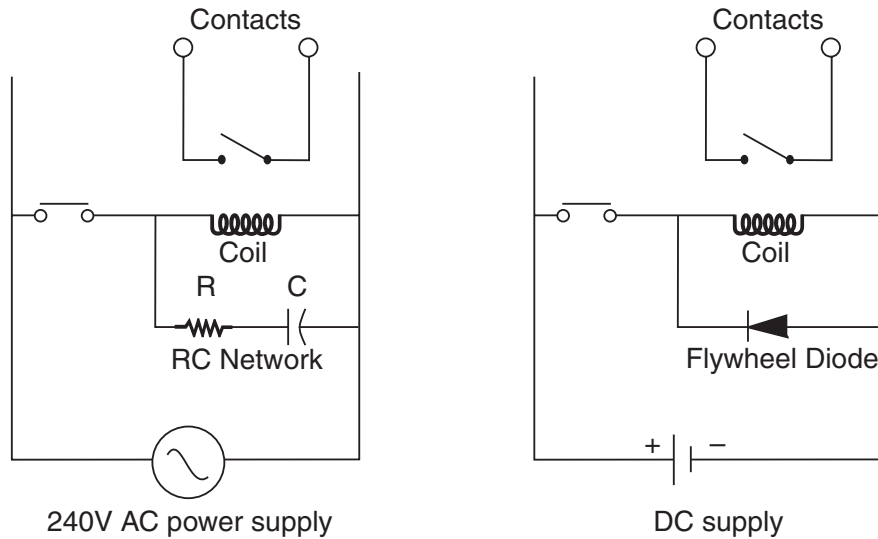 Contacts
Coil
R C
RC Network
240V AC power supply
Contacts
Coil
Flywheel Diode
+ −
DC supply